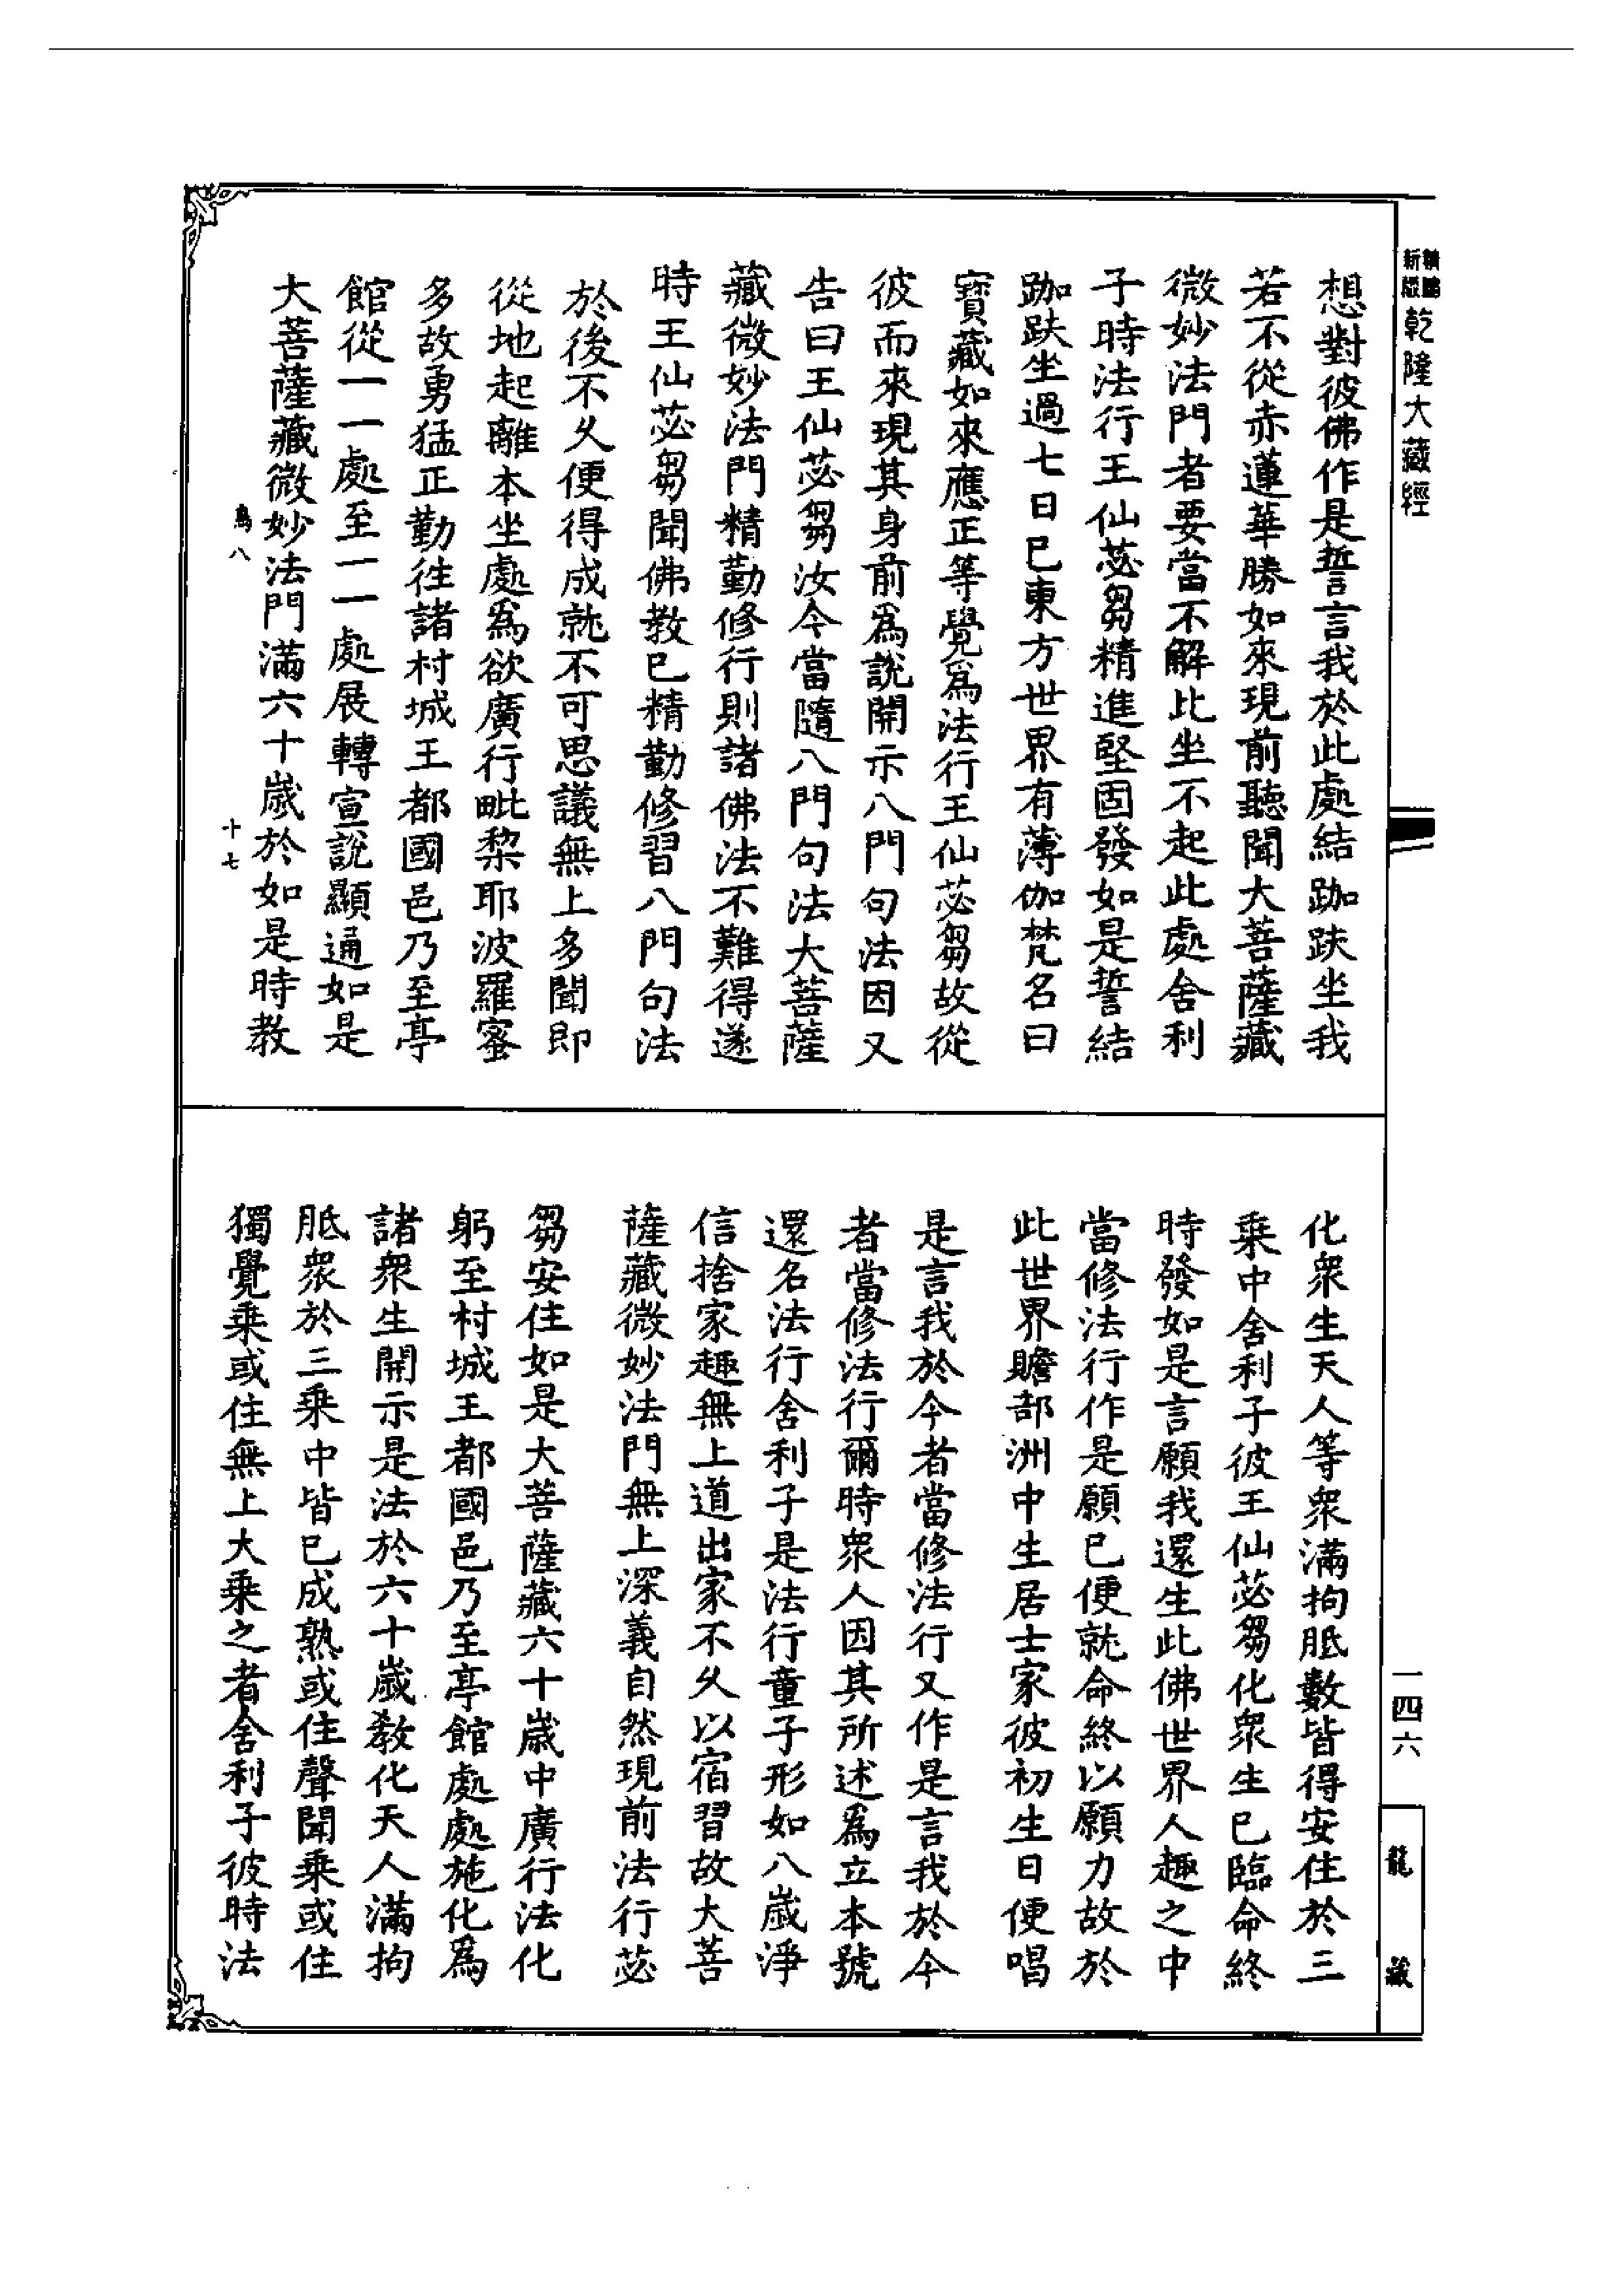 新版
乾隆大藏經
想對彼佛作是誓言我於此處結跏趺坐我
若不從赤蓮華勝如來現前聽聞大菩薩藏
微妙法門者要當不解比坐不起此處舍利
子時法行王仙苾芻精進堅固發如是誓結
跏趺坐過七日已東方世界有薄伽梵名曰
寶藏如來應正等覺爲法行王仙苾芻故從
彼而來現其身前爲說開示八門句法因又
告曰王仙苾芻汝今當隨八門句法大菩薩
藏微妙法門精勤修行則諸佛法不難得遂
時王仙苾芻聞佛教已精勤修習八門句法
於後不久便得成就不可思議無上多聞即
從地起離本坐處爲欲廣行毗棃耶波羅蜜
多故勇猛正勤往諸村城王都國邑乃至亭
館從一一處至一一處展轉宣說顯通如是
大菩薩藏微妙法門滿六十歲於如是時教
鳥八
十七
化衆生天人等衆滿拘胝數皆得安住於三
乘中舍利子彼王仙苾芻化衆生已臨命終
時發如是言願我還生此佛世界人趣之中
當修法行作是願已便就命終以願力故於
此世界贍部洲中生居士家彼初生日便唱
是言我於今者當修法行又作是言我於今
者當修法行爾時衆人因其所述爲立本號
還名法行舍利子是法行童子形如八歲淨
信捨家趣無上道出家不久以宿習故大菩
薩藏微妙法門無上深義自然現前法行苾
芻安住如是大菩薩藏六十歲中廣行法化
躬至村城王都國邑乃至亭館處處施化爲
諸衆生開示是法於六十歲教化天人滿拘
胝衆於三乘中皆已成熟或住聲聞乘或住
獨覺乘或住無上大乘之者舍利子彼時法
一四六
龍藏